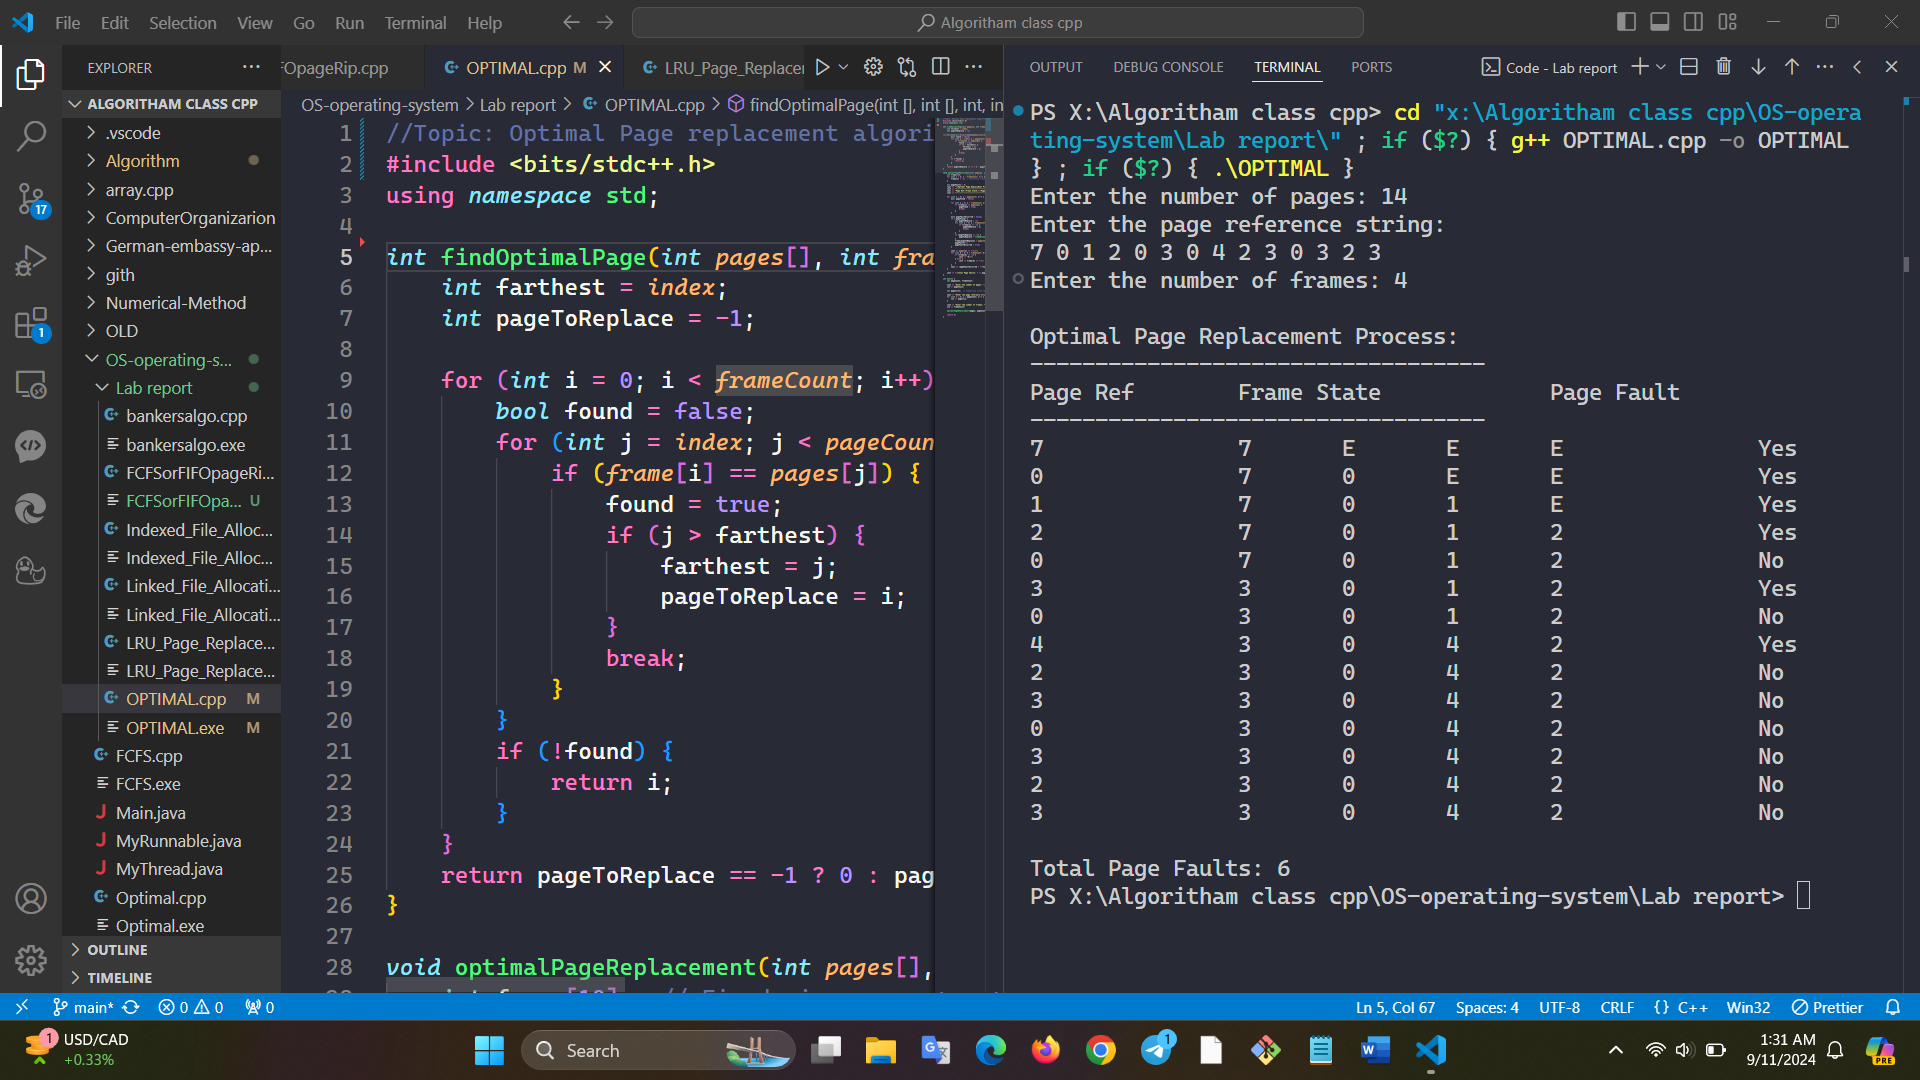 File Edit Selection View Go Run Terminal Help
Algoritham class cpp
EXPLORER
ALGORITHAM CLASS CPP
.vscode
Algorithm
array.cpp
ComputerOrganizarion
German-embassy-ap...
gith
Numerical-Method
OLD
OS-operating-s...
Lab report
bankersalgo.cpp
bankersalgo.exe
FCFSorFIFOpageRi...
FCFSorFIFOpa... U
Indexed_File_Alloc...
Indexed_File_Alloc...
Linked_File_Allocati...
Linked_File_Allocati...
LRU_Page_Replace...
LRU_Page_Replace...
OPTIMAL.cpp M
OPTIMAL.exe M
FCFS.cpp
FCFS.exe
Main.java
MyRunnable.java
MyThread.java
Optimal.cpp
Optimal.exe
OUTLINE
TIMELINE
17
1
FOpageRip.cpp OPTIMAL.cpp M LRU_Page_Replacer
OS-operating-system > Lab report > OPTIMAL.cpp > findOptimalPage(int [], int [], int, in
1 //Topic: Optimal Page replacement algori
2 #include <bits/stdc++.h>
3 using namespace std;
4
5 int findOptimalPage(int pages[], int fra
6 int farthest = index;
7 int pageToReplace = -1;
8
9 for (int i = 0; i < frameCount; i++)
10 bool found = false;
11 for (int j = index; j < pageCoun
12 if (frame[i] == pages[j]) {
13 found = true;
14 if (j > farthest) {
15 farthest = j;
16 pageToReplace = i;
17 }
18 break;
19 }
20 }
21 if (!found) {
22 return i;
23 }
24 }
25 return pageToReplace == -1 ? 0 : pag
26 }
27
28 void optimalPageReplacement(int pages[],
OUTPUT DEBUG CONSOLE TERMINAL PORTS
Code - Lab report
PS X:\Algoritham class cpp> cd "x:\Algoritham class cpp\OS-opera
ting-system\Lab report\" ; if ($?) { g++ OPTIMAL.cpp -o OPTIMAL
} ; if ($?) { .\OPTIMAL }
Enter the number of pages: 14
Enter the page reference string:
7 0 1 2 0 3 0 4 2 3 0 3 2 3
Enter the number of frames: 4
Optimal Page Replacement Process:
-----------------------------------
Page Ref Frame State Page Fault
-----------------------------------
7 7 E E E Yes
0 7 0 E E Yes
1 7 0 1 E Yes
2 7 0 1 2 Yes
0 7 0 1 2 No
3 3 0 1 2 Yes
0 3 0 1 2 No
4 3 0 4 2 Yes
2 3 0 4 2 No
3 3 0 4 2 No
0 3 0 4 2 No
3 3 0 4 2 No
2 3 0 4 2 No
3 3 0 4 2 No
Total Page Faults: 6
PS X:\Algoritham class cpp\OS-operating-system\Lab report>
main* 0 0 0
Ln 5, Col 67 Spaces: 4 UTF-8 CRLF {} C++ Win32 Prettier
1
USD/CAD
+0.33%
Search
1
1:31 AM
9/11/2024
PRE